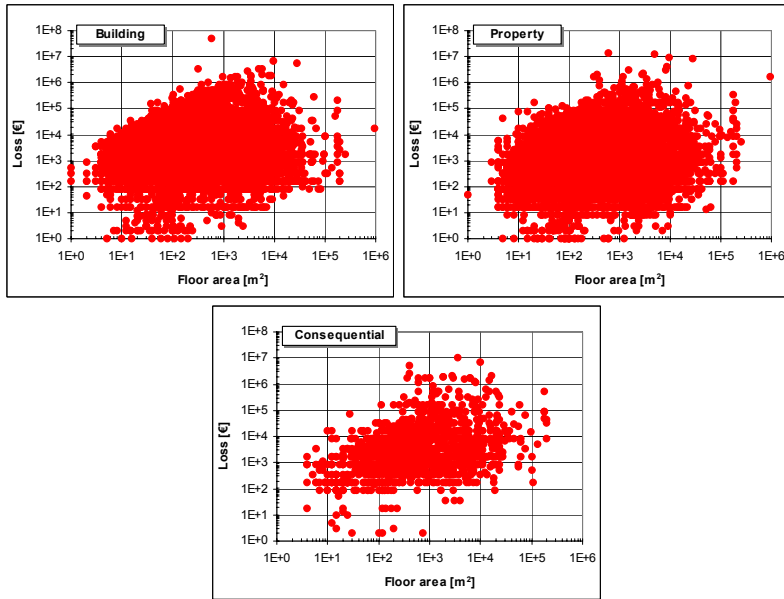 Building
1E+8
1E+7
1E+6
1E+5
1E+4
1E+3
1E+2
1E+1
1E+0
Loss [€]
1E+0 1E+1 1E+2 1E+3 1E+4 1E+5 1E+6
Floor area [m²]
Property
1E+8
1E+7
1E+6
1E+5
1E+4
1E+3
1E+2
1E+1
1E+0
Loss [€]
1E+0 1E+1 1E+2 1E+3 1E+4 1E+5 1E+6
Floor area [m²]
Consequential
1E+8
1E+7
1E+6
1E+5
1E+4
1E+3
1E+2
1E+1
1E+0
Loss [€]
1E+0 1E+1 1E+2 1E+3 1E+4 1E+5 1E+6
Floor area [m²]